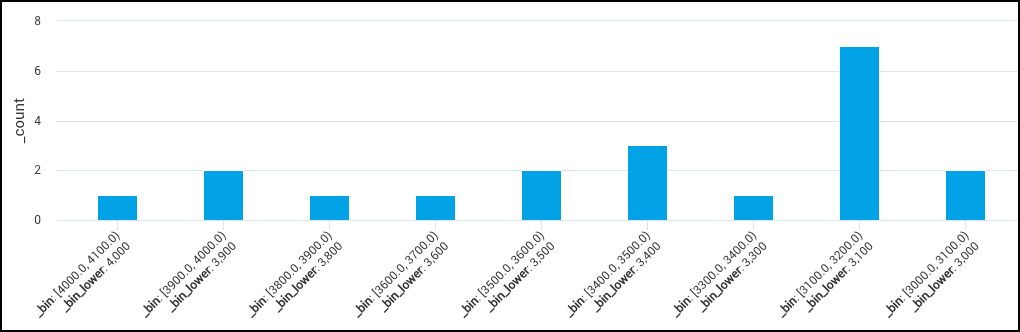 8
6
4
2
0
_count
_bin: [4000.0, 4100.0)
_bin_lower: 4,000
_bin: [3900.0, 4000.0)
_bin_lower: 3,900
_bin: [3800.0, 3900.0)
_bin_lower: 3,800
_bin: [3600.0, 3700.0)
_bin_lower: 3,600
_bin: [3500.0, 3600.0)
_bin_lower: 3,500
_bin: [3400.0, 3500.0)
_bin_lower: 3,400
_bin: [3300.0, 3400.0)
_bin_lower: 3,300
_bin: [3100.0, 3200.0)
_bin_lower: 3,100
_bin: [3000.0, 3100.0)
_bin_lower: 3,000